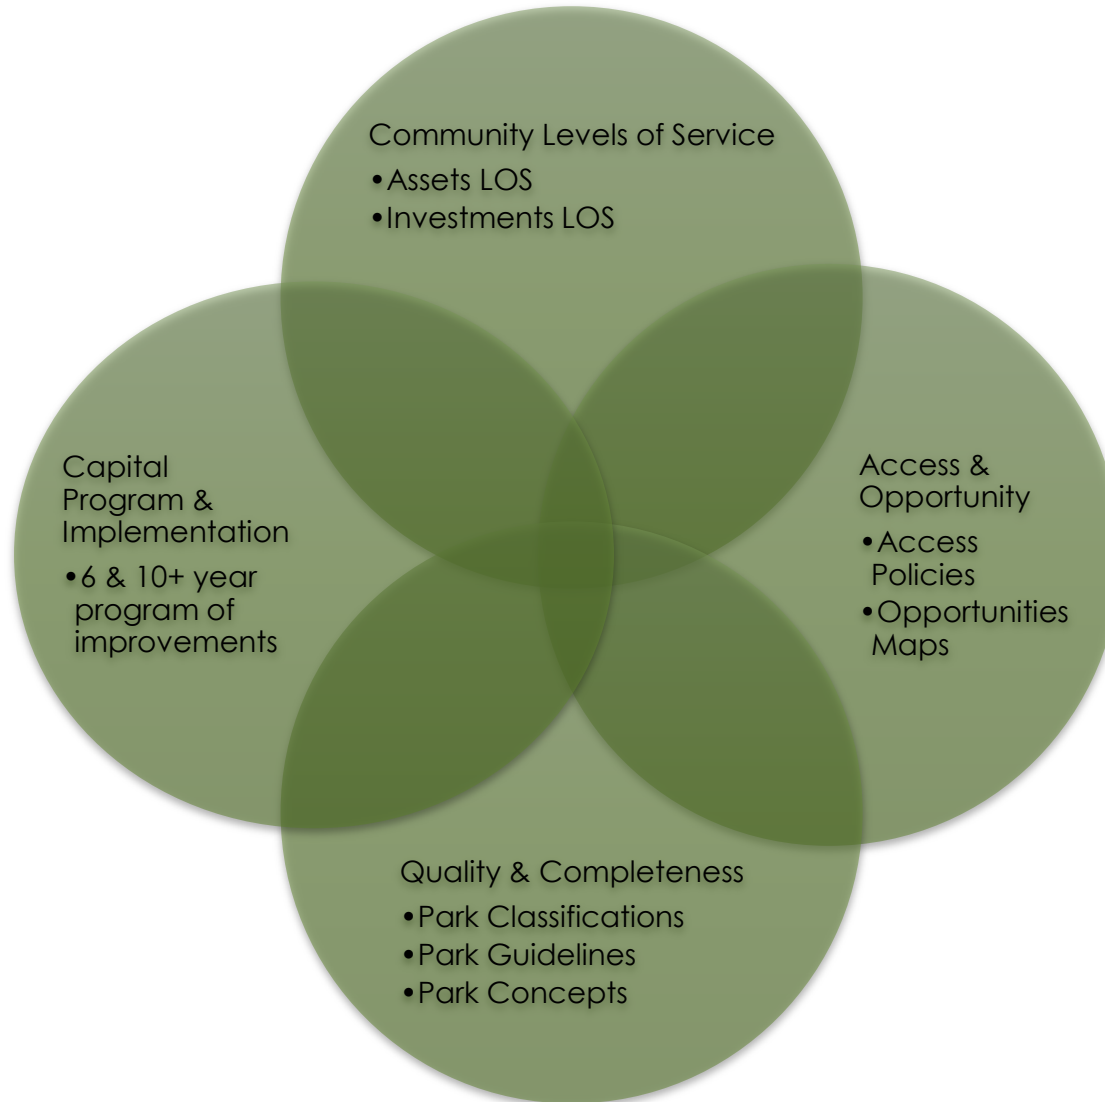 Community Levels of Service
•Assets LOS
•Investments LOS
Capital
Program &
Implementation
•6 & 10+ year
program of
improvements
Access &
Opportunity
•Access
Policies
•Opportunities
Maps
Quality & Completeness
•Park Classifications
•Park Guidelines
•Park Concepts